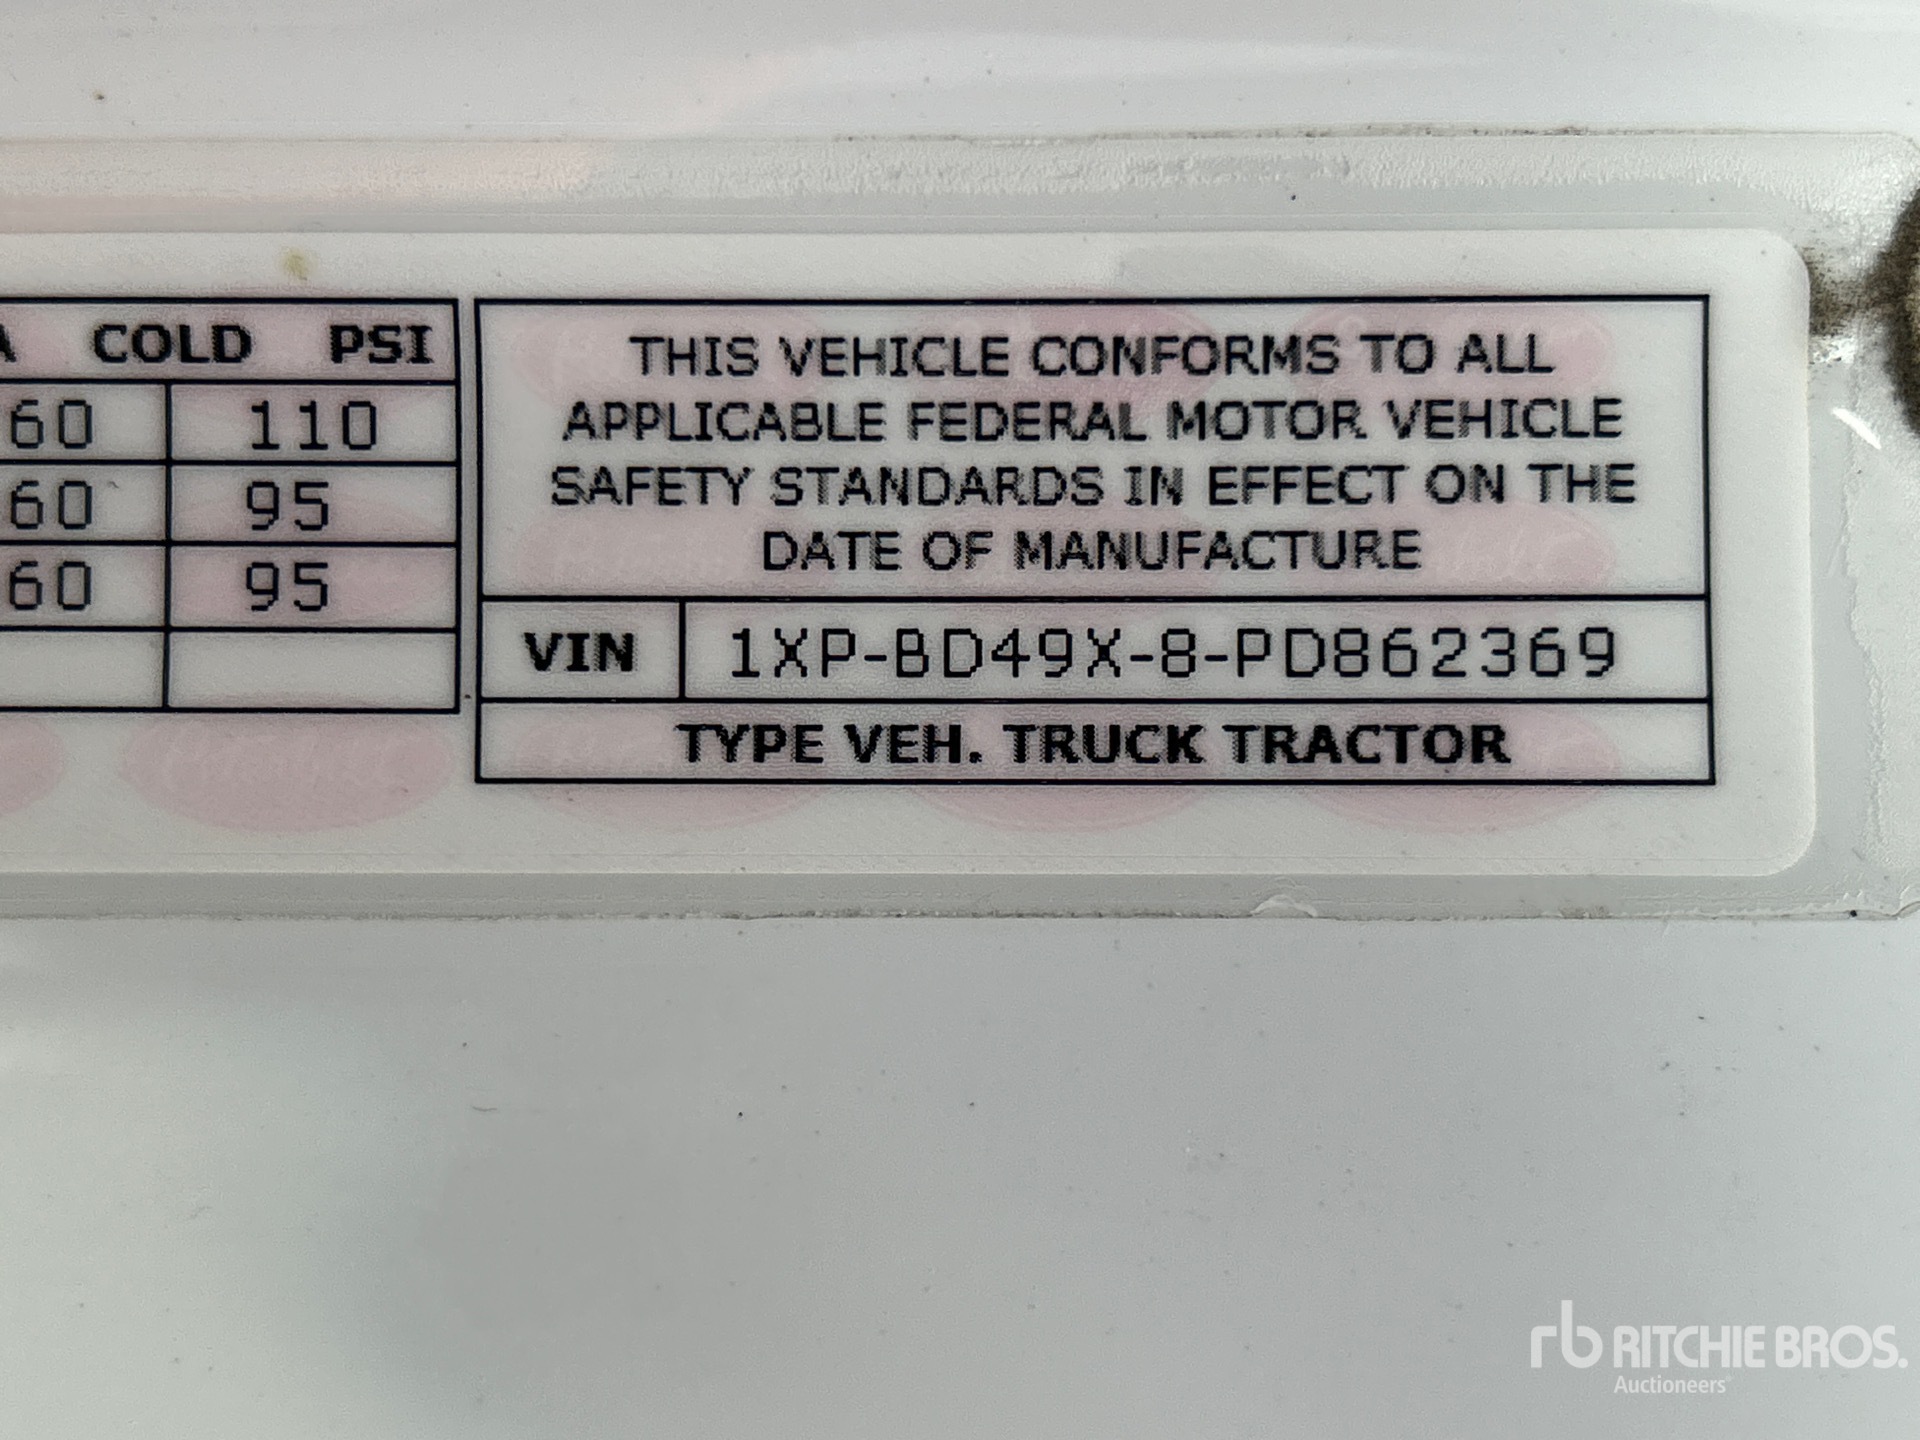 A COLD PSI
60 110
60 95
60 95
THIS VEHICLE CONFORMS TO ALL
APPLICABLE FEDERAL MOTOR VEHICLE
SAFETY STANDARDS IN EFFECT ON THE
DATE OF MANUFACTURE
VIN 1XP-BD49X-8-PD862369
TYPE VEH. TRUCK TRACTOR
rb RITCHIE BROS.
Auctioneers